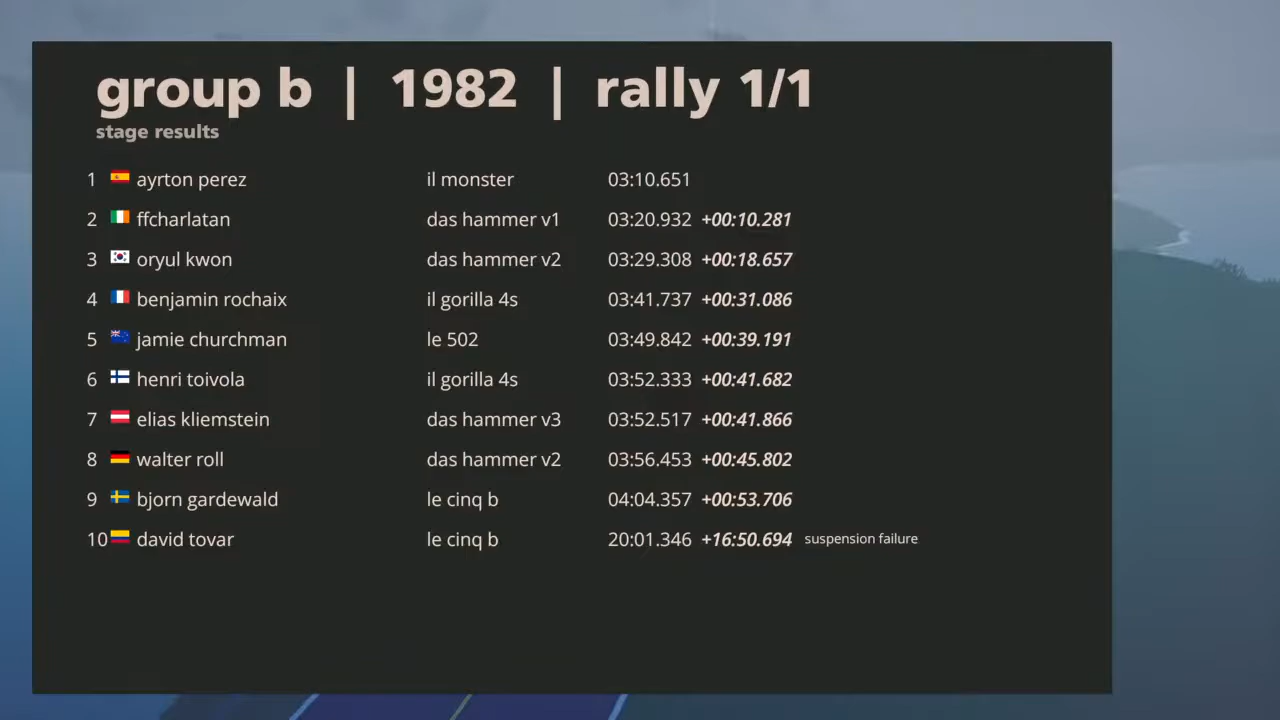 group b | 1982 | rally 1/1
stage results
1 ayrton perez il monster 03:10.651
2 ffcharlatan das hammer v1 03:20.932 +00:10.281
3 oryul kwon das hammer v2 03:29.308 +00:18.657
4 benjamin rochaix il gorilla 4s 03:41.737 +00:31.086
5 jamie churchman le 502 03:49.842 +00:39.191
6 henri toivola il gorilla 4s 03:52.333 +00:41.682
7 elias kliemstein das hammer v3 03:52.517 +00:41.866
8 walter roll das hammer v2 03:56.453 +00:45.802
9 bjorn gardewald le cinq b 04:04.357 +00:53.706
10 david tovar le cinq b 20:01.346 +16:50.694 suspension failure